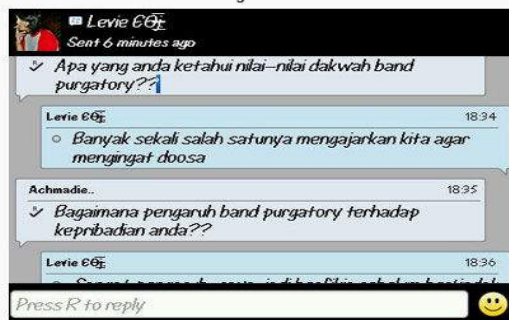 Levie
Sent 6 minutes ago
Apa yang anda ketahui nilai-nilai dakwah band
purgatory??
Levie 18:34
Banyak sekali salah satunya mengajarkan kita agar
mengingat doosa
Achmadie.. 18:35
Bagaimana pengaruh band purgatory terhadap
kepribadian anda??
Levie 18:36
Press R to reply